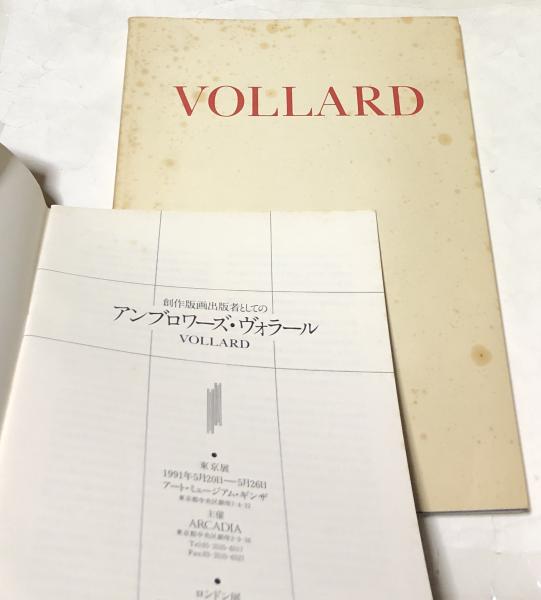 VOLLARD
創作版画出版者としての
アンブロワーズ・ヴォラール
VOLLARD
東京展
1991年5月20日—5月26日
アート・ミュージアム・ギンザ
主催
ARCADIA
ロンドン展